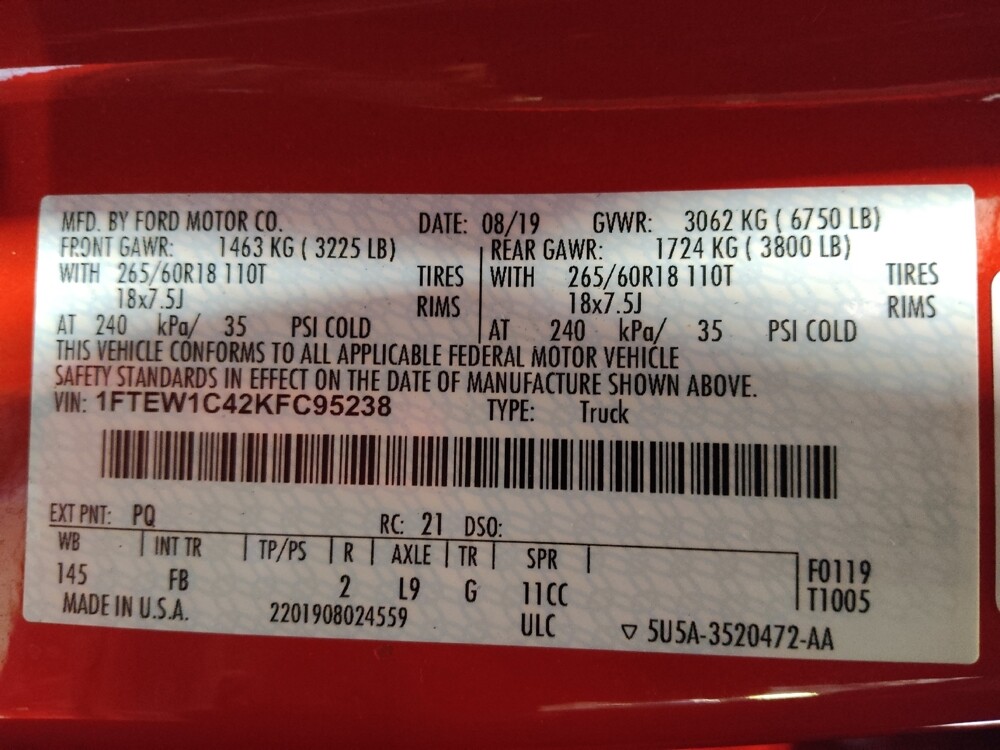 MFD. BY FORD MOTOR CO. DATE: 08/19 GVWR: 3062 KG ( 6750 LB)
FRONT GAWR: 1463 KG ( 3225 LB) REAR GAWR: 1724 KG ( 3800 LB)
WITH 265/60R18 110T TIRES WITH 265/60R18 110T TIRES
18x7.5J RIMS 18x7.5J RIMS
AT 240 kPa/ 35 PSI COLD AT 240 kPa/ 35 PSI COLD
THIS VEHICLE CONFORMS TO ALL APPLICABLE FEDERAL MOTOR VEHICLE
SAFETY STANDARDS IN EFFECT ON THE DATE OF MANUFACTURE SHOWN ABOVE.
VIN: 1FTEW1C42KFC95238 TYPE: Truck
EXT PNT: PQ RC: 21 DSO:
WB INT TR TP/PS R AXLE TR SPR
145 FB 2 L9 G 11CC F0119
T1005
MADE IN U.S.A. 2201908024559 ULC ▽ 5U5A-3520472-AA